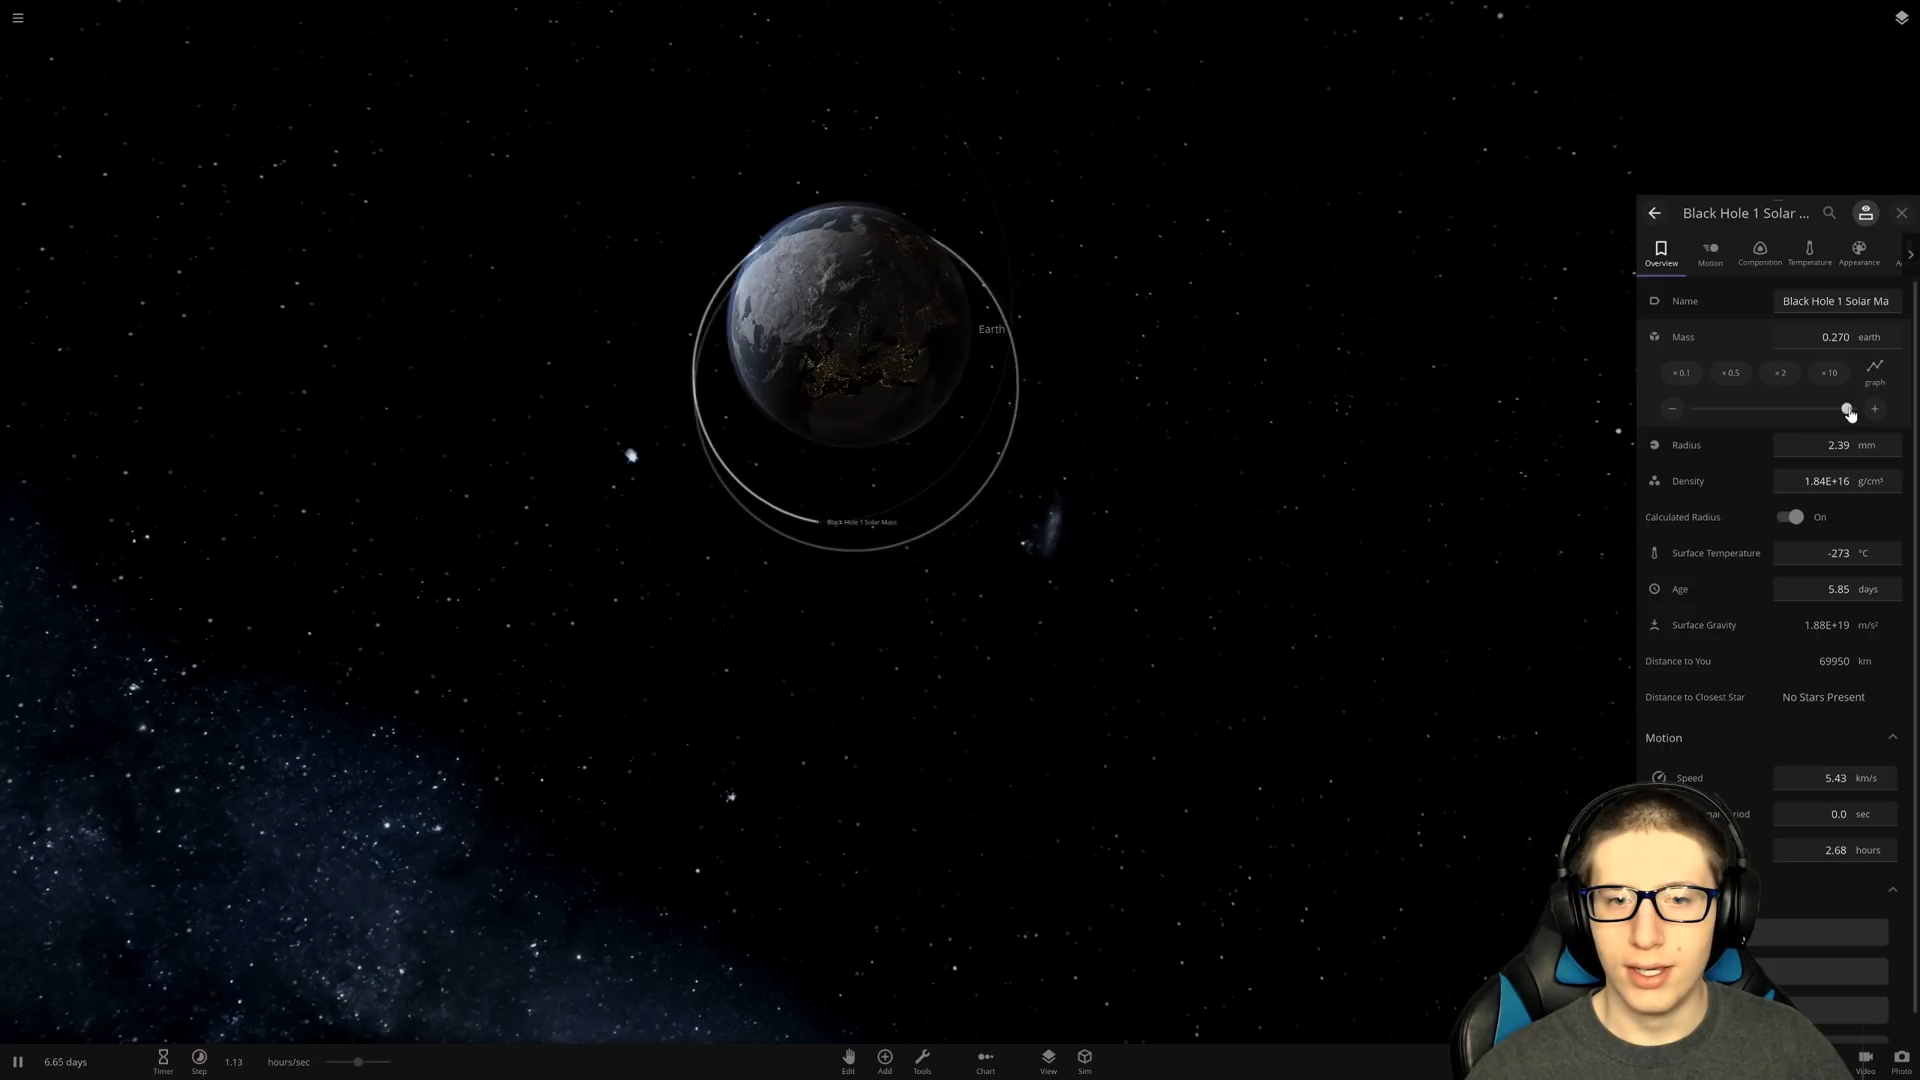 Black Hole 1 Solar ...
Overview
Motion
Composition
Temperature
Appearance
Name
Black Hole 1 Solar Ma
Earth
Mass
0.270 earth
× 0.1
× 0.5
× 2
× 10
graph
Radius
2.39 mm
Density
1.84E+16 g/cm³
Calculated Radius
On
Black Hole 1 Solar Mass
Surface Temperature
-273 °C
Age
5.85 days
Surface Gravity
1.88E+19 m/s²
Distance to You
69950 km
Distance to Closest Star
No Stars Present
Motion
Speed
5.43 km/s
0.0 sec
2.68 hours
6.65 days
Timer
Step
1.13 hours/sec
Edit
Add
Tools
Chart
View
Sim
Video
Photo